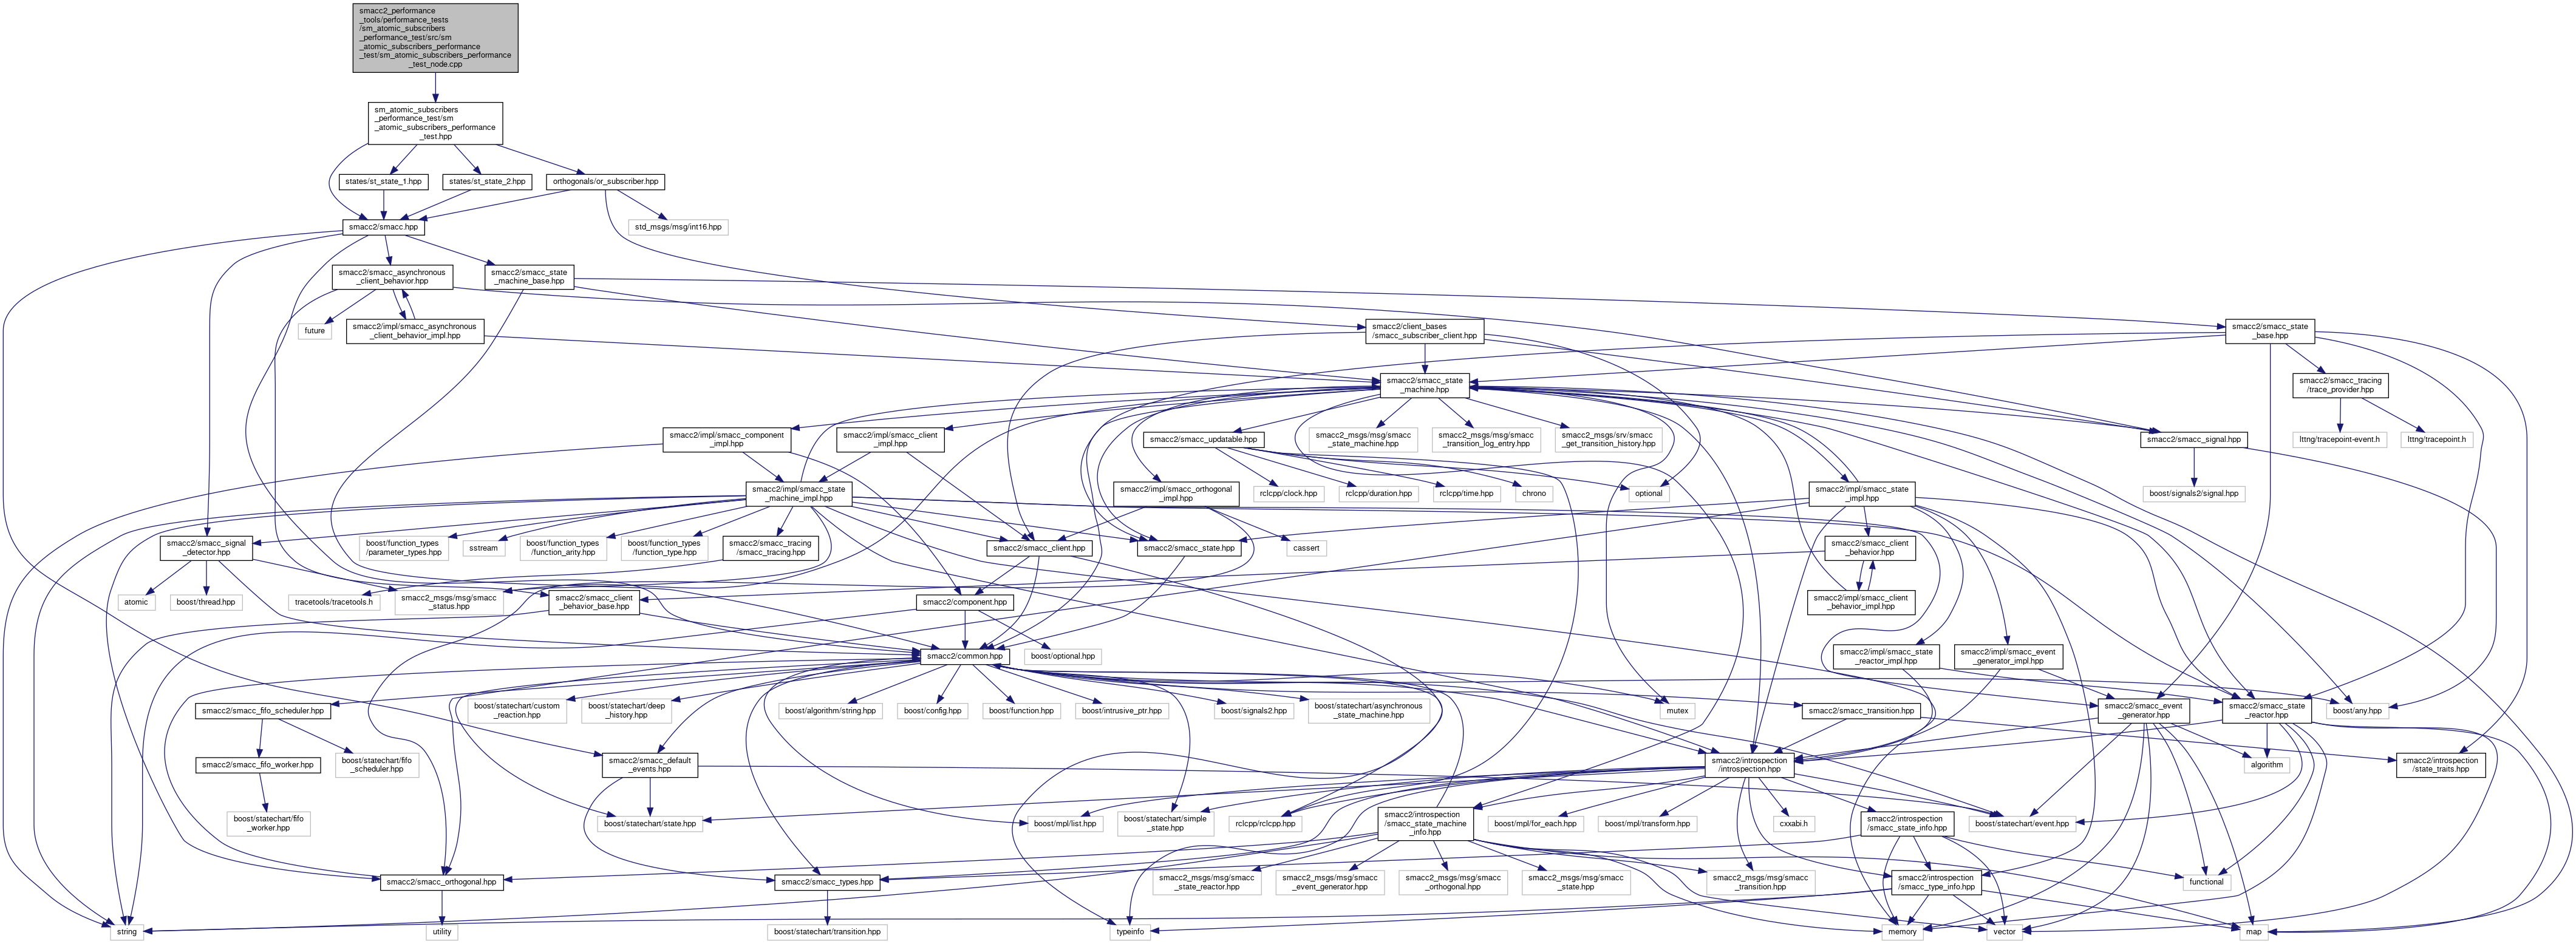 smacc2_performance
_tools/performance_tests
/sm_atomic_subscribers
_performance_test/src/sm
_atomic_subscribers_performance
_test/sm_atomic_subscribers_performance
_test_node.cpp
sm_atomic_subscribers
_performance_test/sm
_atomic_subscribers_performance
_test.hpp
states/st_state_1.hpp
states/st_state_2.hpp
orthogonals/or_subscriber.hpp
smacc2/smacc.hpp
std_msgs/msg/int16.hpp
smacc2/smacc_asynchronous
_client_behavior.hpp
smacc2/smacc_state
_machine_base.hpp
future
smacc2/impl/smacc_asynchronous
_client_behavior_impl.hpp
smacc2/client_bases
/smacc_subscriber_client.hpp
smacc2/smacc_state
_base.hpp
smacc2/smacc_state
_machine.hpp
smacc2/smacc_tracing
/trace_provider.hpp
smacc2/impl/smacc_component
_impl.hpp
smacc2/impl/smacc_client
_impl.hpp
smacc2/smacc_updatable.hpp
smacc2_msgs/msg/smacc
_state_machine.hpp
smacc2_msgs/msg/smacc
_transition_log_entry.hpp
smacc2_msgs/srv/smacc
_get_transition_history.hpp
smacc2/smacc_signal.hpp
lttng/tracepoint-event.h
lttng/tracepoint.h
smacc2/impl/smacc_state
_machine_impl.hpp
smacc2/impl/smacc_orthogonal
_impl.hpp
rclcpp/clock.hpp
rclcpp/duration.hpp
rclcpp/time.hpp
chrono
optional
smacc2/impl/smacc_state
_impl.hpp
boost/signals2/signal.hpp
smacc2/smacc_signal
_detector.hpp
boost/function_types
/parameter_types.hpp
sstream
boost/function_types
/function_arity.hpp
boost/function_types
/function_type.hpp
smacc2/smacc_tracing
/smacc_tracing.hpp
smacc2/smacc_client.hpp
smacc2/smacc_state.hpp
cassert
smacc2/smacc_client
_behavior.hpp
atomic
boost/thread.hpp
tracetools/tracetools.h
smacc2_msgs/msg/smacc
_status.hpp
smacc2/smacc_client
_behavior_base.hpp
smacc2/component.hpp
smacc2/impl/smacc_client
_behavior_impl.hpp
smacc2/common.hpp
boost/optional.hpp
smacc2/impl/smacc_state
_reactor_impl.hpp
smacc2/impl/smacc_event
_generator_impl.hpp
smacc2/smacc_fifo_scheduler.hpp
boost/statechart/custom
_reaction.hpp
boost/statechart/deep
_history.hpp
boost/algorithm/string.hpp
boost/config.hpp
boost/function.hpp
boost/intrusive_ptr.hpp
boost/signals2.hpp
boost/statechart/asynchronous
_state_machine.hpp
mutex
smacc2/smacc_transition.hpp
smacc2/smacc_event
_generator.hpp
smacc2/smacc_state
_reactor.hpp
boost/any.hpp
smacc2/smacc_fifo_worker.hpp
boost/statechart/fifo
_scheduler.hpp
smacc2/smacc_default
_events.hpp
smacc2/introspection
/introspection.hpp
algorithm
smacc2/introspection
/state_traits.hpp
boost/statechart/fifo
_worker.hpp
boost/statechart/state.hpp
boost/mpl/list.hpp
boost/statechart/simple
_state.hpp
rclcpp/rclcpp.hpp
smacc2/introspection
/smacc_state_machine
_info.hpp
boost/mpl/for_each.hpp
boost/mpl/transform.hpp
cxxabi.h
smacc2/introspection
/smacc_state_info.hpp
boost/statechart/event.hpp
smacc2/smacc_orthogonal.hpp
smacc2/smacc_types.hpp
smacc2_msgs/msg/smacc
_state_reactor.hpp
smacc2_msgs/msg/smacc
_event_generator.hpp
smacc2_msgs/msg/smacc
_orthogonal.hpp
smacc2_msgs/msg/smacc
_state.hpp
smacc2_msgs/msg/smacc
_transition.hpp
smacc2/introspection
/smacc_type_info.hpp
functional
string
utility
boost/statechart/transition.hpp
typeinfo
memory
vector
map